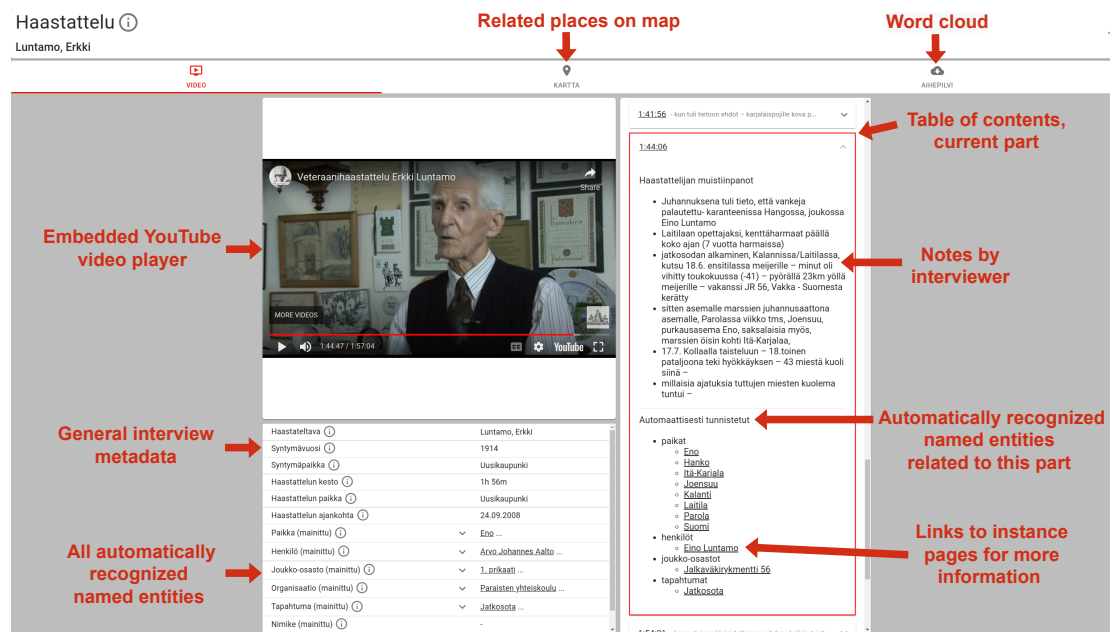 Haastattelu
Luntamo, Erkki
Related places on map
Word cloud
VIDEO
KARTTA
AIHEPILVI
Embedded YouTube
video player
General interview
metadata
All automatically
recognized
named entities
Veteraanihaastattelu Erkki Luntamo
Share
MORE VIDEOS
1:44:47 / 1:57:04
CC
YouTube
Haastateltava Luntamo, Erkki
Syntymävuosi 1914
Syntymäpaikka Uusikaupunki
Haastattelun kesto 1h 56m
Haastattelun paikka Uusikaupunki
Haastattelun ajankohta 24.09.2008
Paikka (mainittu) Eno ...
Henkilö (mainittu) Arvo Johannes Aalto ...
Joukko-osasto (mainittu) 1. prikaati ...
Organisaatio (mainittu) Paraisten yhteiskoulu ...
Tapahtuma (mainittu) Jatkosota ...
Nimike (mainittu) -
1:41:56 - kun tuli tietoon ehdot – karjalaispojille kova p...
1:44:06
Haastattelijan muistiinpanot
• Juhannuksena tuli tieto, että vankeja
palautettu- karanteenissa Hangossa, joukossa
Eino Luntamo
• Laitilaan opettajaksi, kenttäharmaat päällä
koko ajan (7 vuotta harmaissa)
• jatkosodan alkaminen, Kalannissa/Laitilassa,
kutsu 18.6. ensitilassa meijerille – minut oli
vihitty toukokuussa (-41) – pyörällä 23km yöllä
meijerille – vakanssi JR 56, Vakka - Suomesta
kerätty
• sitten asemalle marssien juhannusaattona
asemalle, Parolassa viikko tms, Joensuu,
purkausasema Eno, saksalaisia myös,
marssien öisin kohti Itä-Karjalaa,
• 17.7. Kollaalla taisteluun – 18.toinen
pataljoona teki hyökkäyksen – 43 miestä kuoli
siinä –
• millaisia ajatuksia tuttujen miesten kuolema
tuntui –
Automaattisesti tunnistetut
• paikat
◦ Eno
◦ Hanko
◦ Itä-Karjala
◦ Joensuu
◦ Kalanti
◦ Laitila
◦ Parola
◦ Suomi
• henkilöt
◦ Eino Luntamo
• joukko-osastot
◦ Jalkaväkirykmentti 56
• tapahtumat
◦ Jatkosota
Table of contents,
current part
Notes by
interviewer
Automatically recognized
named entities
related to this part
Links to instance
pages for more
information